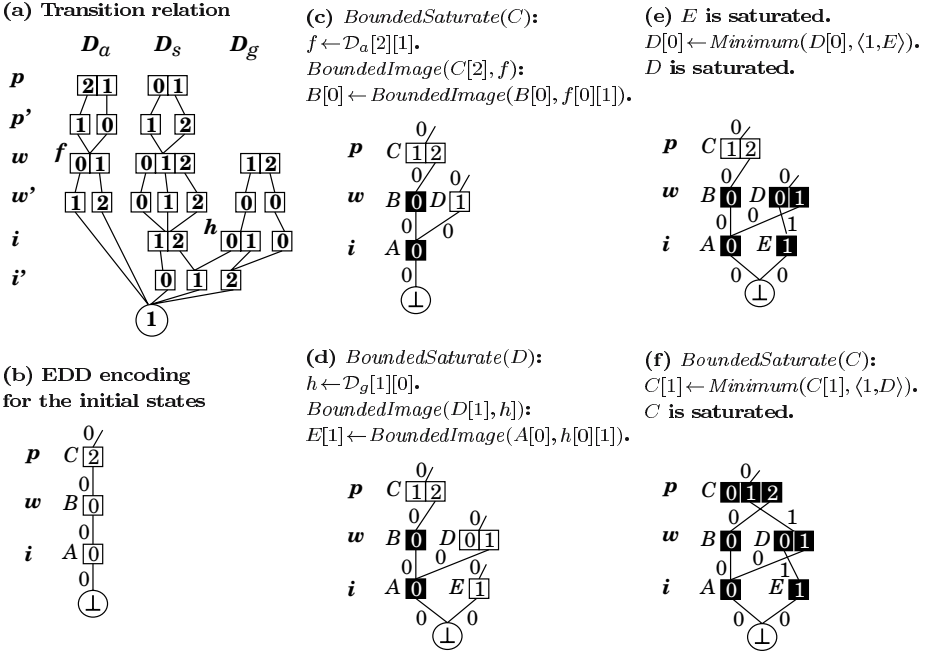 (a) Transition relation
D_a D_s D_g
p 2 1 0 1
p' 1 0 1 2
w f 0 1 0 1 2 1 2
w' 1 2 0 1 2 0 0
i 1 2 h 0 1 0
i' 0 1 2
1
(b) EDD encoding
for the initial states
0
p C 2
0
w B 0
0
i A 0
0
⊥
(c) BoundedSaturate(C):
f←𝒟_a[2][1].
BoundedImage(C[2], f):
B[0]←BoundedImage(B[0], f[0][1]).
0
p C 1 2
0 0
w B 0 D 1
0 0
i A 0
0
⊥
(d) BoundedSaturate(D):
h←𝒟_g[1][0].
BoundedImage(D[1], h]):
E[1]←BoundedImage(A[0], h[0][1]).
0
p C 1 2
0 0
w B 0 D 0 1
0 0 0
i A 0 E 1
0 0
⊥
(e) E is saturated.
D[0]←Minimum(D[0], ⟨1,E⟩).
D is saturated.
0
p C 1 2
0 0
w B 0 D 0 1
0 0 1
i A 0 E 1
0 0
⊥
(f) BoundedSaturate(C):
C[1]←Minimum(C[1], ⟨1,D⟩).
C is saturated.
0
p C 0 1 2
0 1
w B 0 D 0 1
0 0 1
i A 0 E 1
0 0
⊥